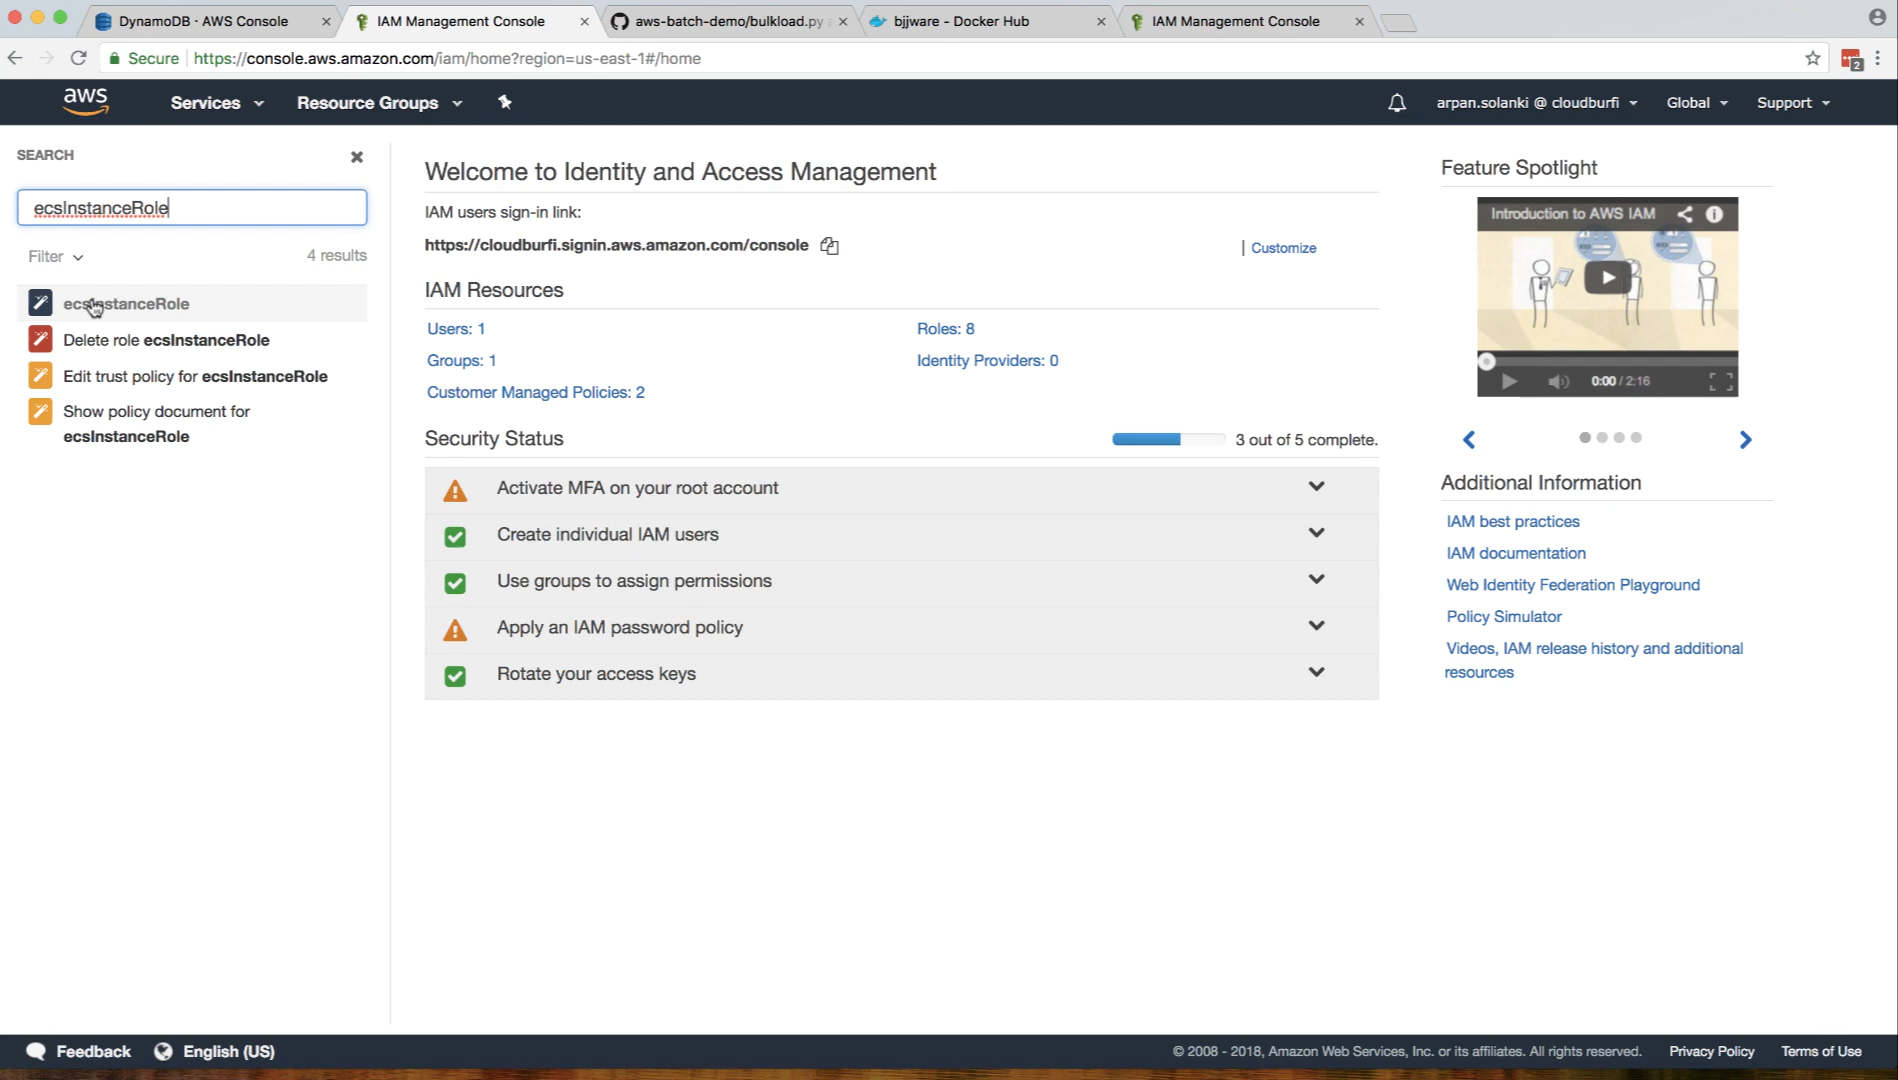 DynamoDB · AWS Console
IAM Management Console
aws-batch-demo/bulkload.py
bjjware - Docker Hub
IAM Management Console
Secure
https://console.aws.amazon.com/iam/home?region=us-east-1#/home
2
aws
Services
Resource Groups
arpan.solanki @ cloudburfi
Global
Support
SEARCH
ecsInstanceRole
Filter
4 results
ecsInstanceRole
Delete role ecsInstanceRole
Edit trust policy for ecsInstanceRole
Show policy document for
ecsInstanceRole
Welcome to Identity and Access Management
IAM users sign-in link:
https://cloudburfi.signin.aws.amazon.com/console
Customize
IAM Resources
Users: 1
Roles: 8
Groups: 1
Identity Providers: 0
Customer Managed Policies: 2
Security Status
3 out of 5 complete.
Activate MFA on your root account
Create individual IAM users
Use groups to assign permissions
Apply an IAM password policy
Rotate your access keys
Feature Spotlight
Introduction to AWS IAM
0:00 / 2:16
Additional Information
IAM best practices
IAM documentation
Web Identity Federation Playground
Policy Simulator
Videos, IAM release history and additional
resources
Feedback
English (US)
© 2008 - 2018, Amazon Web Services, Inc. or its affiliates. All rights reserved.
Privacy Policy
Terms of Use